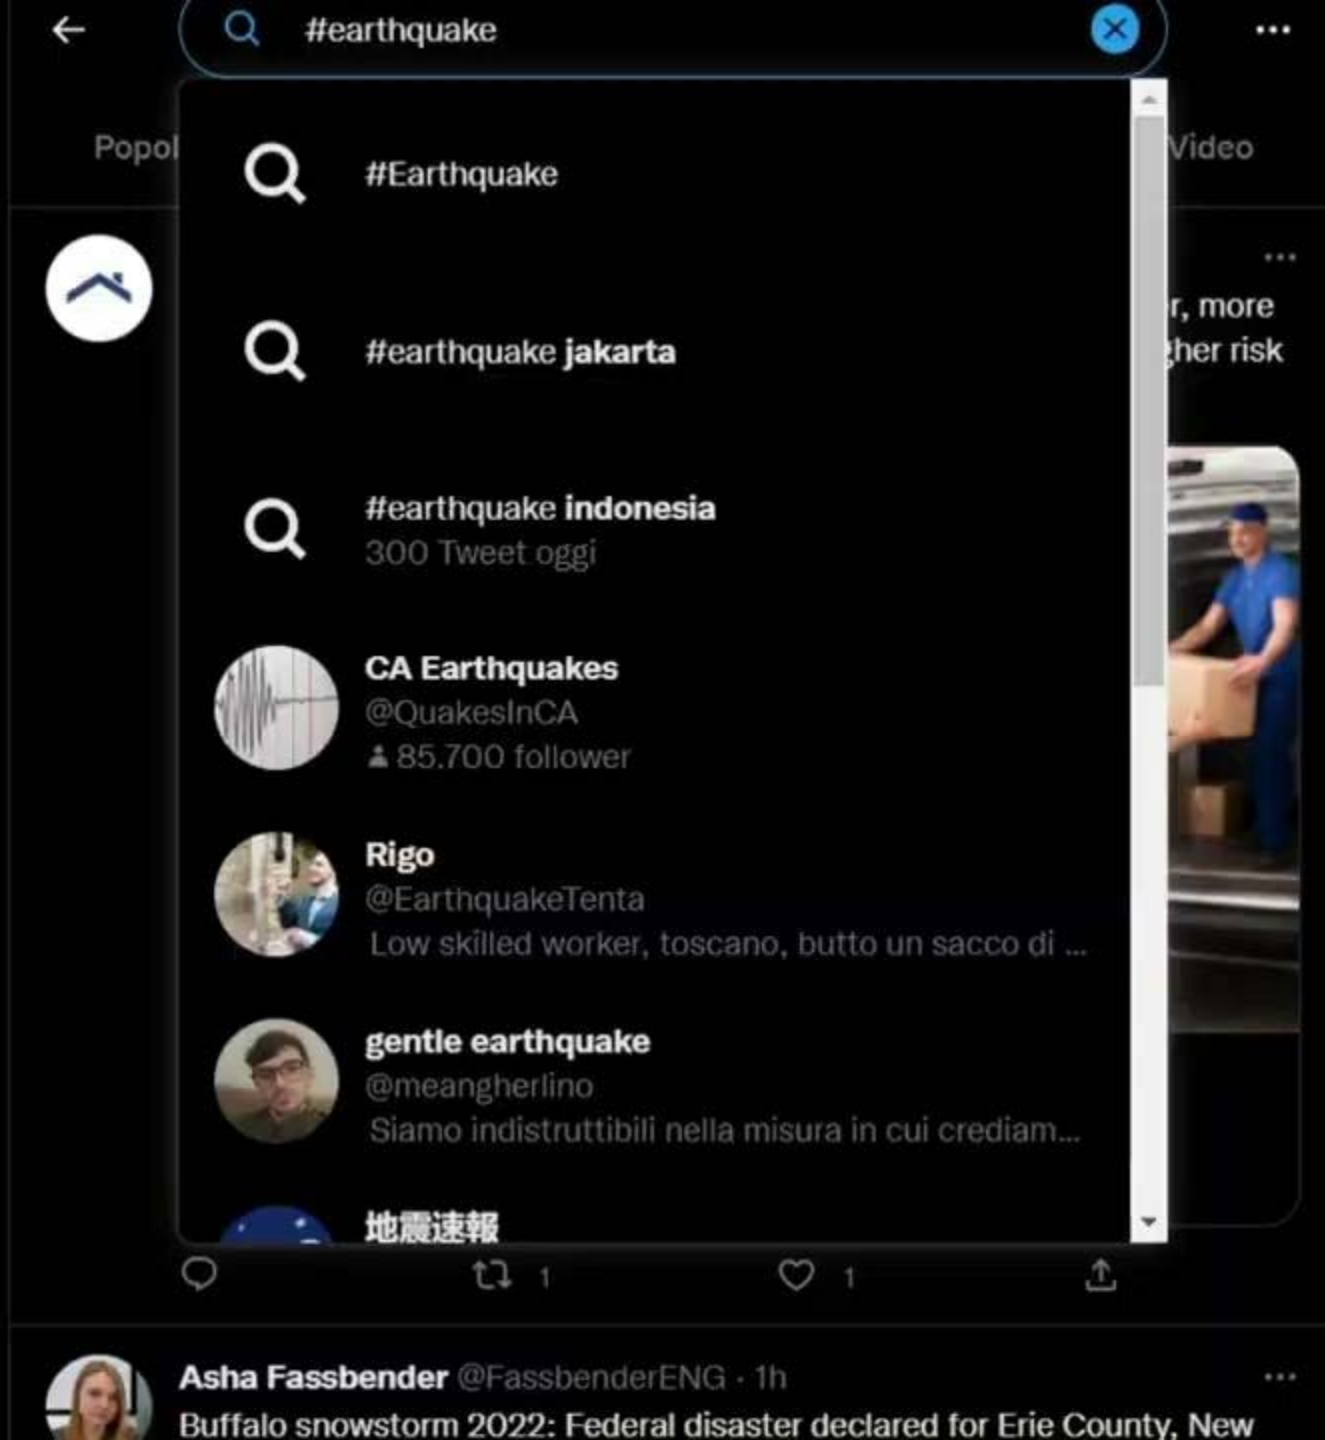 #earthquake
Popol
Video
#Earthquake
#earthquake jakarta
#earthquake indonesia
300 Tweet oggi
CA Earthquakes
@QuakesInCA
85.700 follower
Rigo
@EarthquakeTenta
Low skilled worker, toscano, butto un sacco di ...
gentle earthquake
@meangherlino
Siamo indistruttibili nella misura in cui crediam...
地震速報
r, more
gher risk
1
1
Asha Fassbender @FassbenderENG · 1h
Buffalo snowstorm 2022: Federal disaster declared for Erie County, New